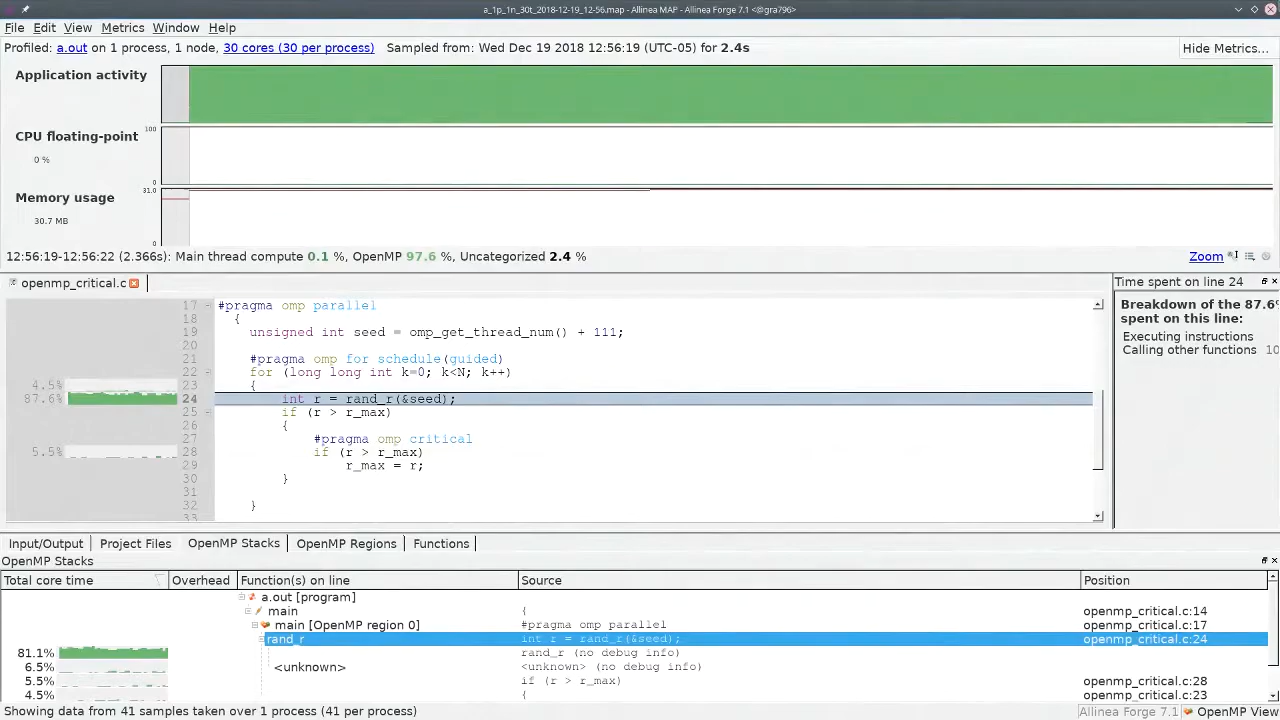 a_1p_1n_30t_2018-12-19_12-56.map - Allinea MAP - Allinea Forge 7.1 <@gra796>
File Edit View Metrics Window Help
Profiled: a.out on 1 process, 1 node, 30 cores (30 per process) Sampled from: Wed Dec 19 2018 12:56:19 (UTC-05) for 2.4s Hide Metrics...
Application activity
CPU floating-point 100
0 %
0
Memory usage 31.0
30.7 MB
0
12:56:19-12:56:22 (2.366s): Main thread compute 0.1 %, OpenMP 97.6 %, Uncategorized 2.4 % Zoom
openmp_critical.c Time spent on line 24
17 #pragma omp parallel
18 {
19 unsigned int seed = omp_get_thread_num() + 111;
20
21 #pragma omp for schedule(guided)
22 for (long long int k=0; k<N; k++)
4.5% 23 {
87.6% 24 int r = rand_r(&seed);
25 if (r > r_max)
26 {
27 #pragma omp critical
5.5% 28 if (r > r_max)
29 r_max = r;
30 }
31
32 }
33
Breakdown of the 87.6%
spent on this line:
Executing instructions
Calling other functions 10
Input/Output Project Files OpenMP Stacks OpenMP Regions Functions
OpenMP Stacks
Total core time Overhead Function(s) on line Source Position
a.out [program]
main { openmp_critical.c:14
main [OpenMP region 0] #pragma omp parallel openmp_critical.c:17
rand_r int r = rand_r(&seed); openmp_critical.c:24
81.1% rand_r (no debug info)
6.5% <unknown> <unknown> (no debug info)
5.5% if (r > r_max) openmp_critical.c:28
4.5% { openmp_critical.c:23
Showing data from 41 samples taken over 1 process (41 per process) Allinea Forge 7.1 OpenMP View